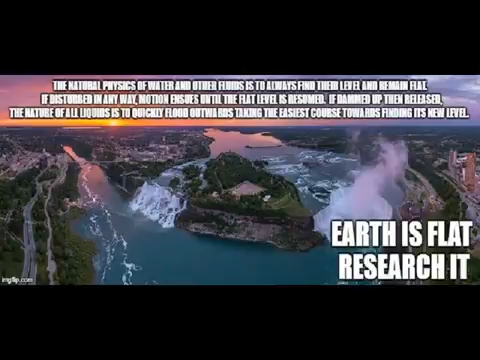 THE NATURAL PHYSICS OF WATER AND OTHER FLUIDS IS TO ALWAYS FIND THEIR LEVEL AND REMAIN FLAT.
IF DISTURBED IN ANY WAY, MOTION ENSUES UNTIL THE FLAT LEVEL IS RESUMED. IF DAMMED UP THEN RELEASED,
THE NATURE OF ALL LIQUIDS IS TO QUICKLY FLOOD OUTWARDS TAKING THE EASIEST COURSE TOWARDS FINDING ITS NEW LEVEL.
EARTH IS FLAT
RESEARCH IT
imgflip.com